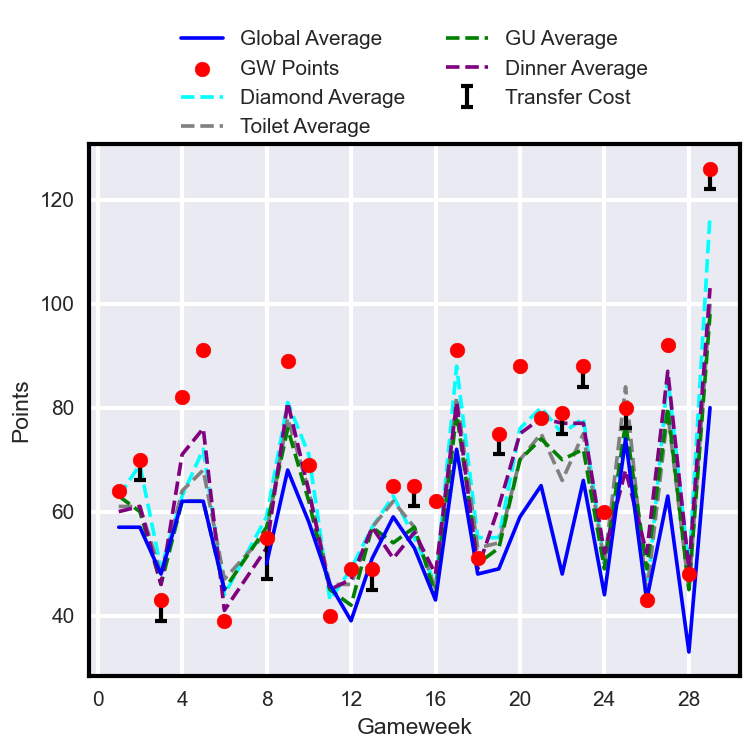 Global Average
GW Points
Diamond Average
Toilet Average
GU Average
Dinner Average
Transfer Cost
Points
120
100
80
60
40
0 4 8 12 16 20 24 28
Gameweek